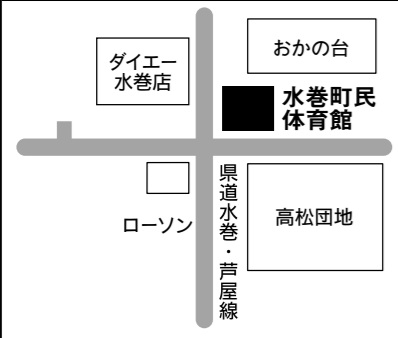 ダイエー
水巻店
おかの台
水巻町民
体育館
ローソン
県道水巻・芦屋線
高松団地